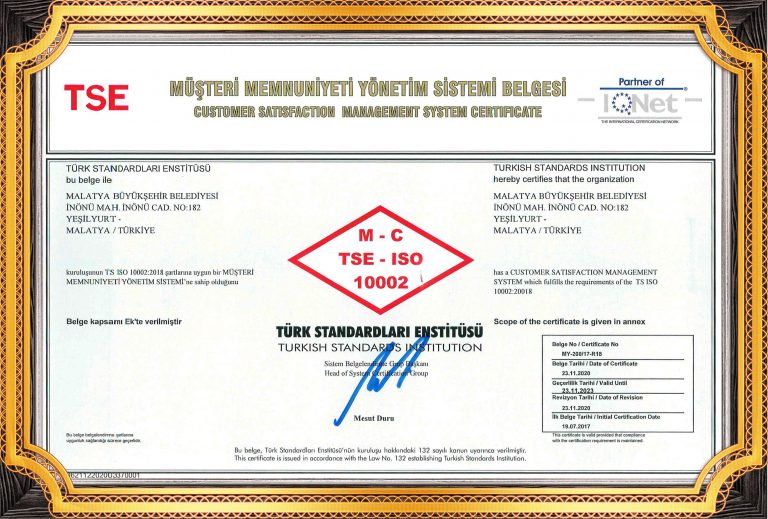 TSE
MÜŞTERİ MEMNUNİYETİ YÖNETİM SİSTEMİ BELGESİ
CUSTOMER SATISFACTION MANAGEMENT SYSTEM CERTIFICATE
Partner of
IQNet
THE INTERNATIONAL CERTIFICATION NETWORK
TÜRK STANDARDLARI ENSTİTÜSÜ
bu belge ile
MALATYA BÜYÜKŞEHİR BELEDİYESİ
İNÖNÜ MAH. İNÖNÜ CAD. NO:182
YEŞİLYURT -
MALATYA / TÜRKİYE
TURKISH STANDARDS INSTITUTION
hereby certifies that the organization
MALATYA BÜYÜKŞEHİR BELEDİYESİ
İNÖNÜ MAH. İNÖNÜ CAD. NO:182
YEŞİLYURT -
MALATYA / TÜRKİYE
M - C
TSE - ISO
10002
kuruluşunun TS ISO 10002:2018 şartlarına uygun bir MÜŞTERİ
MEMNUNİYETİ YÖNETİM SİSTEMİ'ne sahip olduğunu
has a CUSTOMER SATISFACTION MANAGEMENT
SYSTEM which fulfills the requirements of the TS ISO
10002:20018
Belge kapsamı Ek'te verilmiştir
Scope of the certificate is given in annex
TÜRK STANDARDLARI ENSTİTÜSÜ
TURKISH STANDARDS INSTITUTION
Sistem Belgelendirme Grup Başkanı
Head of System Certification Group
Mesut Duru
Belge No / Certificate No
MY-208/17-R18
Belge Tarihi / Date of Certificate
23.11.2020
Geçerlilik Tarihi / Valid Until
23.11.2023
Revizyon Tarihi / Date of Revision
23.11.2020
İlk Belge Tarihi / Initial Certification Date
19.07.2017
Bu belge belgelendirme şartlarına
uygunluk sağlandığı sürece geçerlidir.
This certificate is valid provided that compliance
with the certification requirement is maintained.
Bu belge, Türk Standardları Enstitüsü'nün kuruluşu hakkındaki 132 sayılı kanun uyarınca verilmiştir.
This certificate is issued in accordance with the Law No. 132 establishing Turkish Standards Institution.